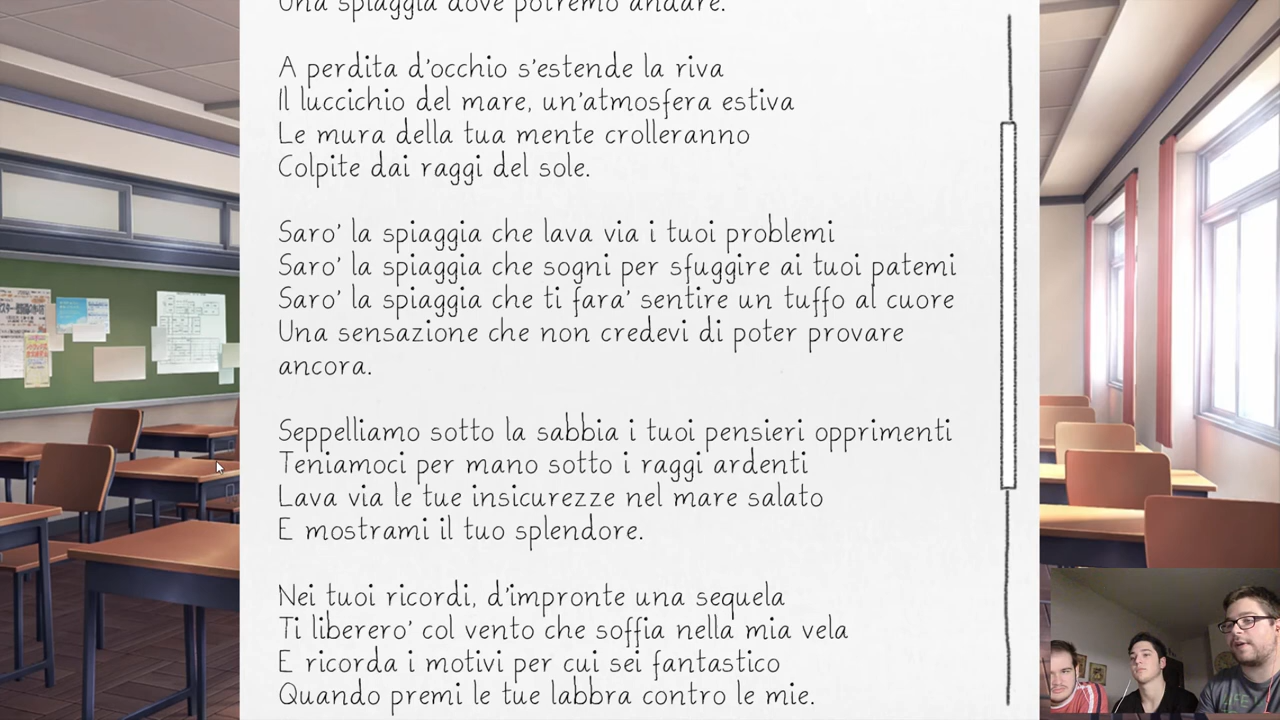 Una spiaggia dove potremo andare.
A perdita d'occhio s'estende la riva
Il luccichio del mare, un'atmosfera estiva
Le mura della tua mente crolleranno
Colpite dai raggi del sole.
Saro' la spiaggia che lava via i tuoi problemi
Saro' la spiaggia che sogni per sfuggire ai tuoi patemi
Saro' la spiaggia che ti fara' sentire un tuffo al cuore
Una sensazione che non credevi di poter provare
ancora.
Seppelliamo sotto la sabbia i tuoi pensieri opprimenti
Teniamoci per mano sotto i raggi ardenti
Lava via le tue insicurezze nel mare salato
E mostrami il tuo splendore.
Nei tuoi ricordi, d'impronte una sequela
Ti liberero' col vento che soffia nella mia vela
E ricorda i motivi per cui sei fantastico
Quando premi le tue labbra contro le mie.